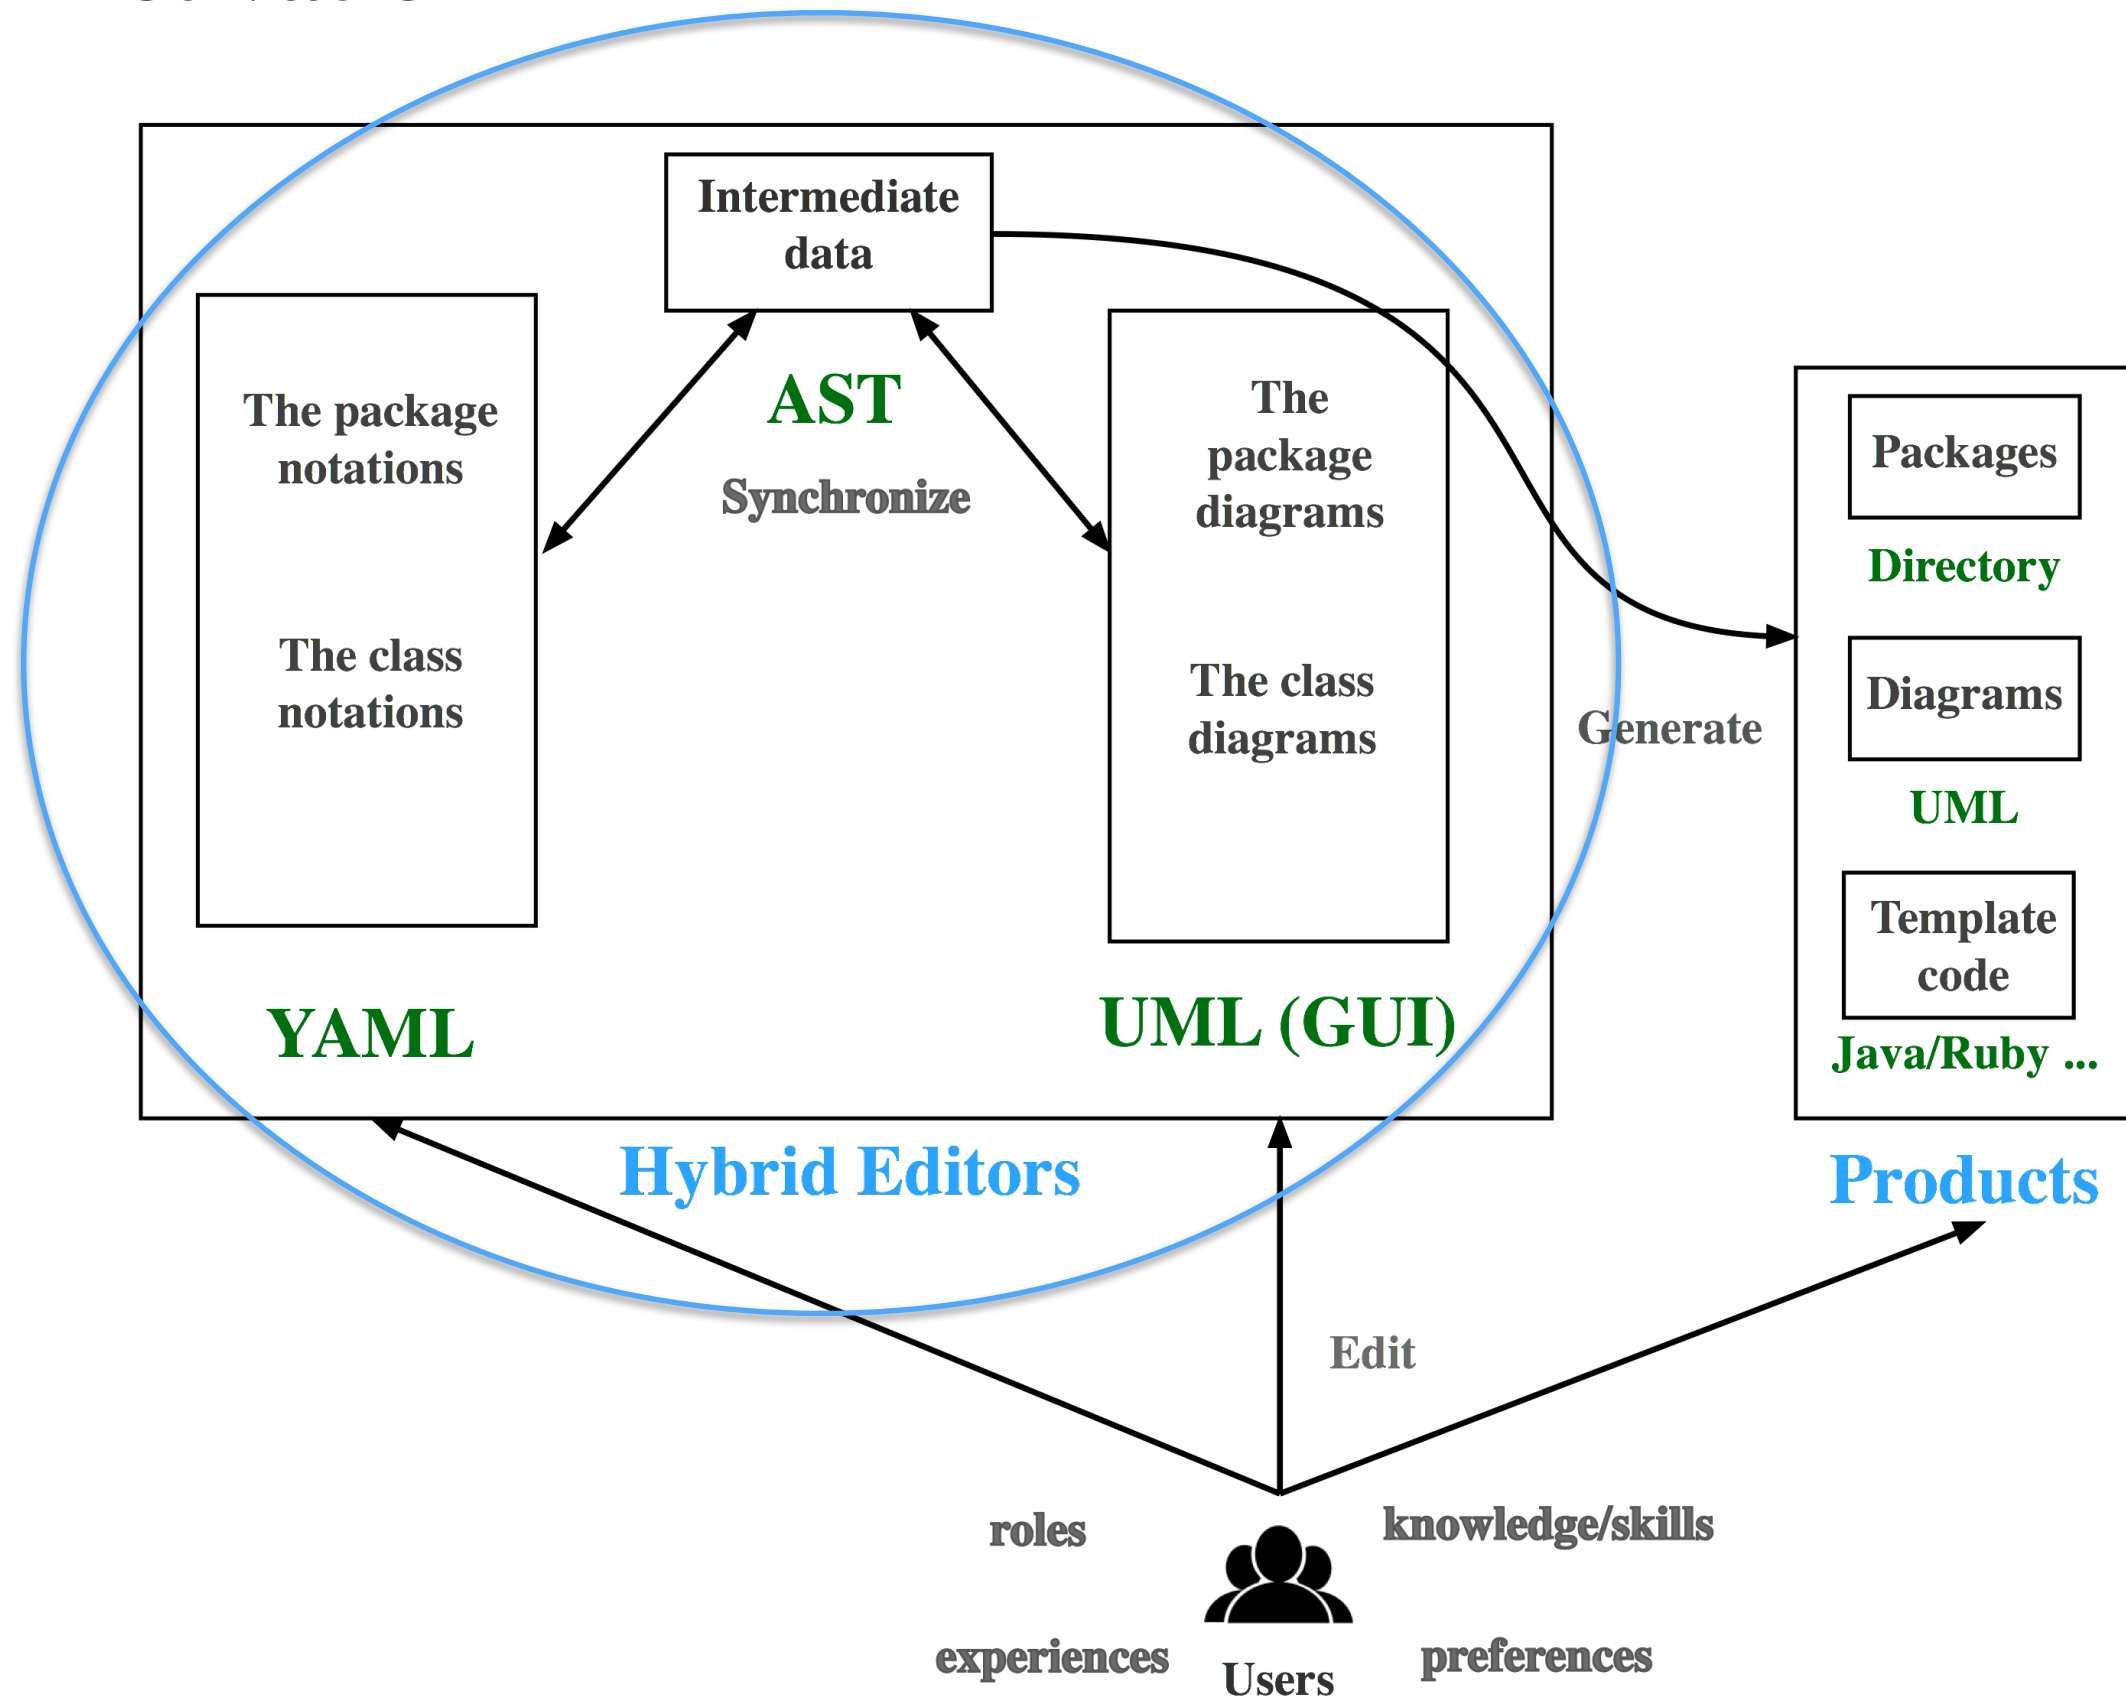 Intermediate
data
The package
notations
The class
notations
AST
Synchronize
The
package
diagrams
The class
diagrams
YAML
UML (GUI)
Hybrid Editors
Generate
Packages
Directory
Diagrams
UML
Template
code
Java/Ruby ...
Products
Edit
roles
knowledge/skills
experiences
Users
preferences